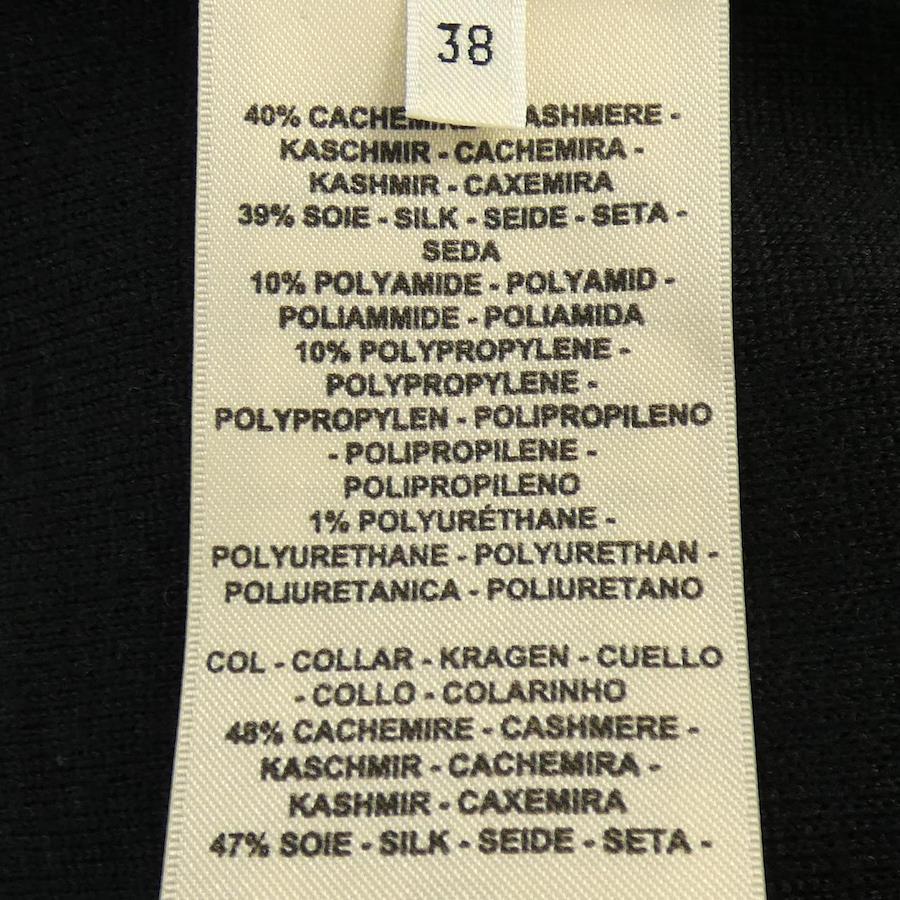 38
40% CACHEMIRE CASHMERE -
KASCHMIR - CACHEMIRA -
KASHMIR - CAXEMIRA
39% SOIE - SILK - SEIDE - SETA -
SEDA
10% POLYAMIDE - POLYAMID -
POLIAMMIDE - POLIAMIDA
10% POLYPROPYLENE -
POLYPROPYLENE -
POLYPROPYLEN - POLIPROPILENO
- POLIPROPILENE -
POLIPROPILENO
1% POLYURÉTHANE -
POLYURETHANE - POLYURETHAN -
POLIURETANICA - POLIURETANO
COL - COLLAR - KRAGEN - CUELLO
- COLLO - COLARINHO
48% CACHEMIRE - CASHMERE -
KASCHMIR - CACHEMIRA -
KASHMIR - CAXEMIRA
47% SOIE - SILK - SEIDE - SETA -